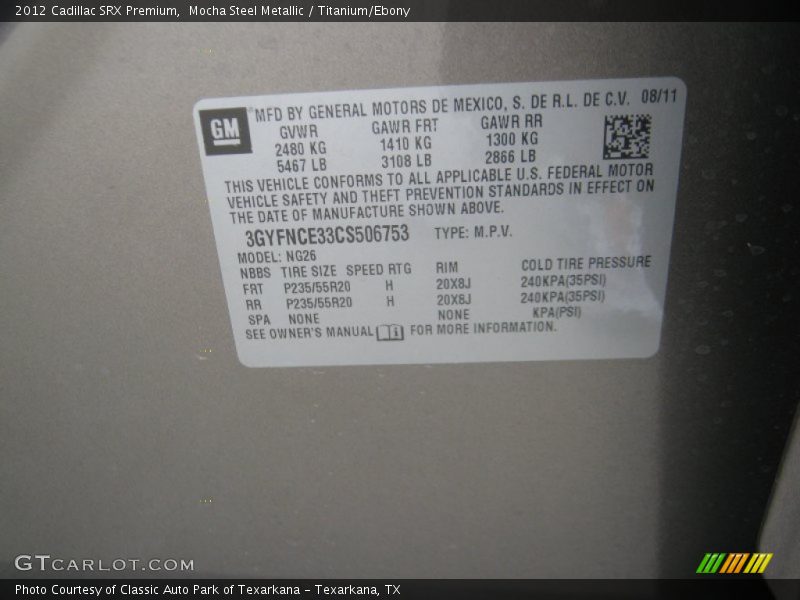 2012 Cadillac SRX Premium,  Mocha Steel Metallic / Titanium/Ebony
GM
MFD BY GENERAL MOTORS DE MEXICO, S. DE R.L. DE C.V. 08/11
GVWR GAWR FRT GAWR RR
2480 KG 1410 KG 1300 KG
5467 LB 3108 LB 2866 LB
THIS VEHICLE CONFORMS TO ALL APPLICABLE U.S. FEDERAL MOTOR
VEHICLE SAFETY AND THEFT PREVENTION STANDARDS IN EFFECT ON
THE DATE OF MANUFACTURE SHOWN ABOVE.
3GYFNCE33CS506753 TYPE: M.P.V.
MODEL: NG26
NBBS TIRE SIZE SPEED RTG RIM COLD TIRE PRESSURE
FRT P235/55R20 H 20X8J 240KPA(35PSI)
RR P235/55R20 H 20X8J 240KPA(35PSI)
SPA NONE NONE KPA(PSI)
SEE OWNER'S MANUAL FOR MORE INFORMATION.
GTCARLOT.COM
Photo Courtesy of Classic Auto Park of Texarkana – Texarkana, TX